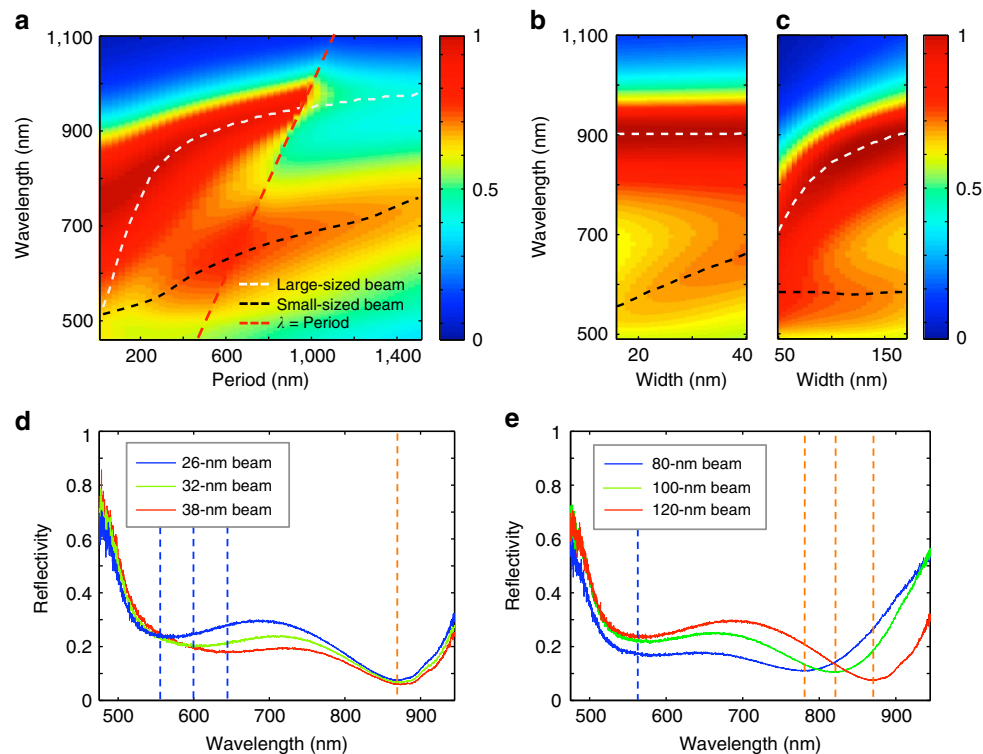 a
b
c
1,100
900
700
500
Wavelength (nm)
200
600
1,000
1,400
Period (nm)
Large-sized beam
Small-sized beam
λ = Period
1
0.5
0
1,100
900
700
500
Wavelength (nm)
20
40
Width (nm)
50
150
Width (nm)
1
0.5
0
d
1
0.8
0.6
0.4
0.2
0
Reflectivity
26-nm beam
32-nm beam
38-nm beam
500
600
700
800
900
Wavelength (nm)
e
1
0.8
0.6
0.4
0.2
0
Reflectivity
80-nm beam
100-nm beam
120-nm beam
500
600
700
800
900
Wavelength (nm)